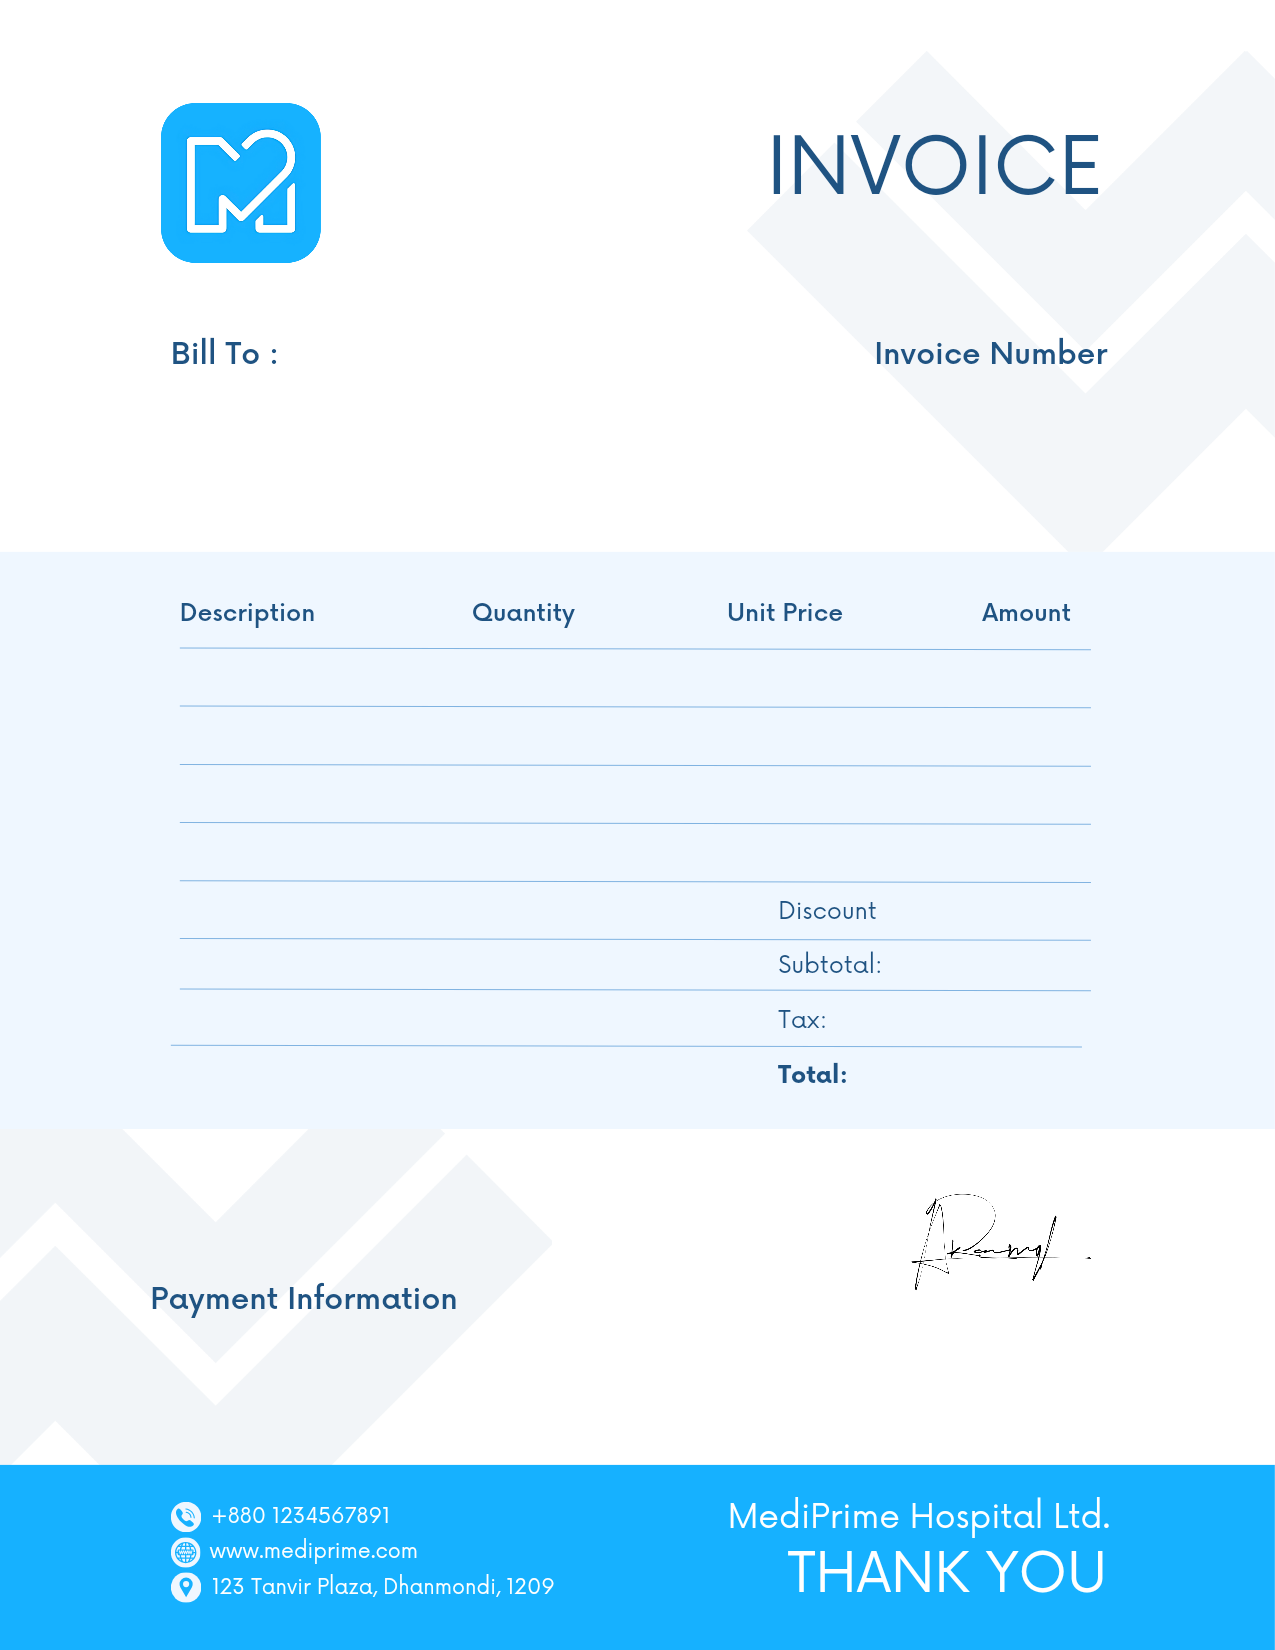 INVOICE
Bill To :
Invoice Number
Description Quantity Unit Price Amount
Discount
Subtotal:
Tax:
Total:
Payment Information
+880 1234567891
www.mediprime.com
123 Tanvir Plaza, Dhanmondi, 1209
MediPrime Hospital Ltd.
THANK YOU